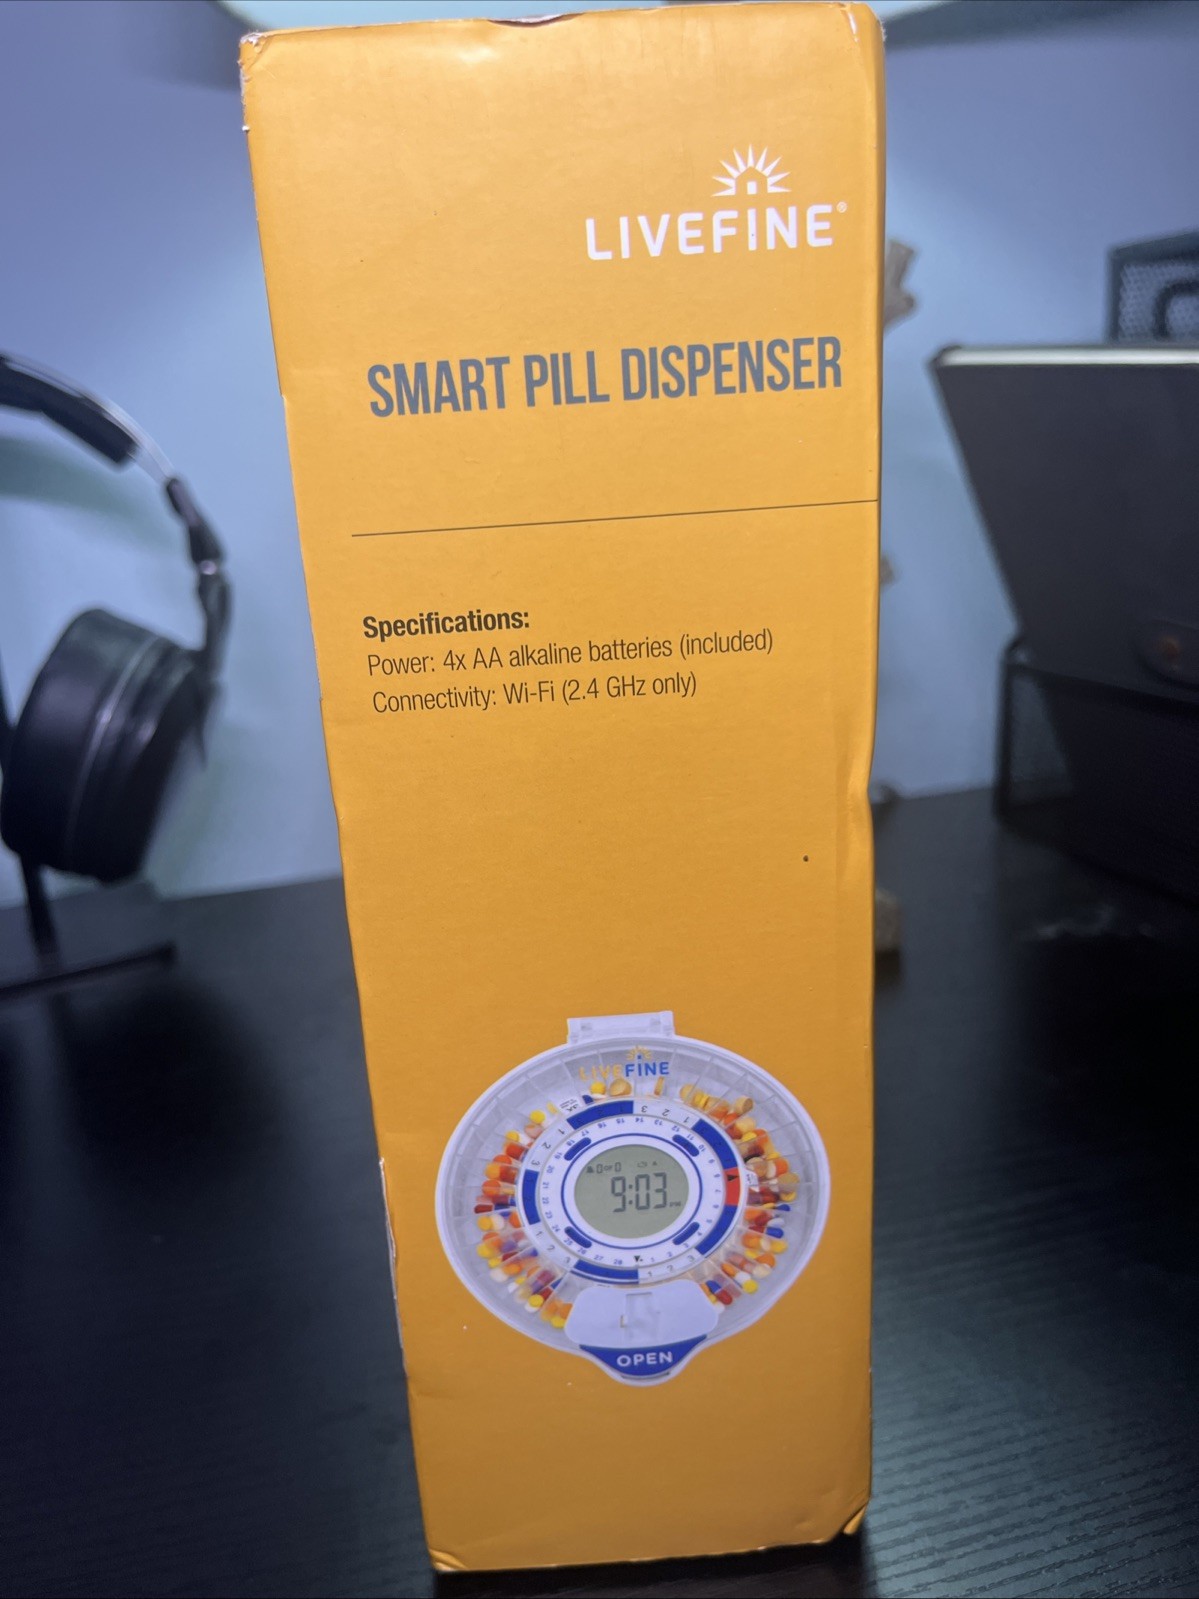 LIVEFINE®
SMART PILL DISPENSER
Specifications:
Power: 4x AA alkaline batteries (included)
Connectivity: Wi-Fi (2.4 GHz only)
LIVEFINE
9:03 PM
OPEN